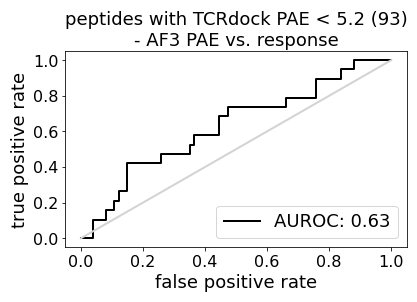 peptides with TCRdock PAE < 5.2 (93)
- AF3 PAE vs. response
true positive rate
1.0
0.8
0.6
0.4
0.2
0.0
AUROC: 0.63
0.0 0.2 0.4 0.6 0.8 1.0
false positive rate